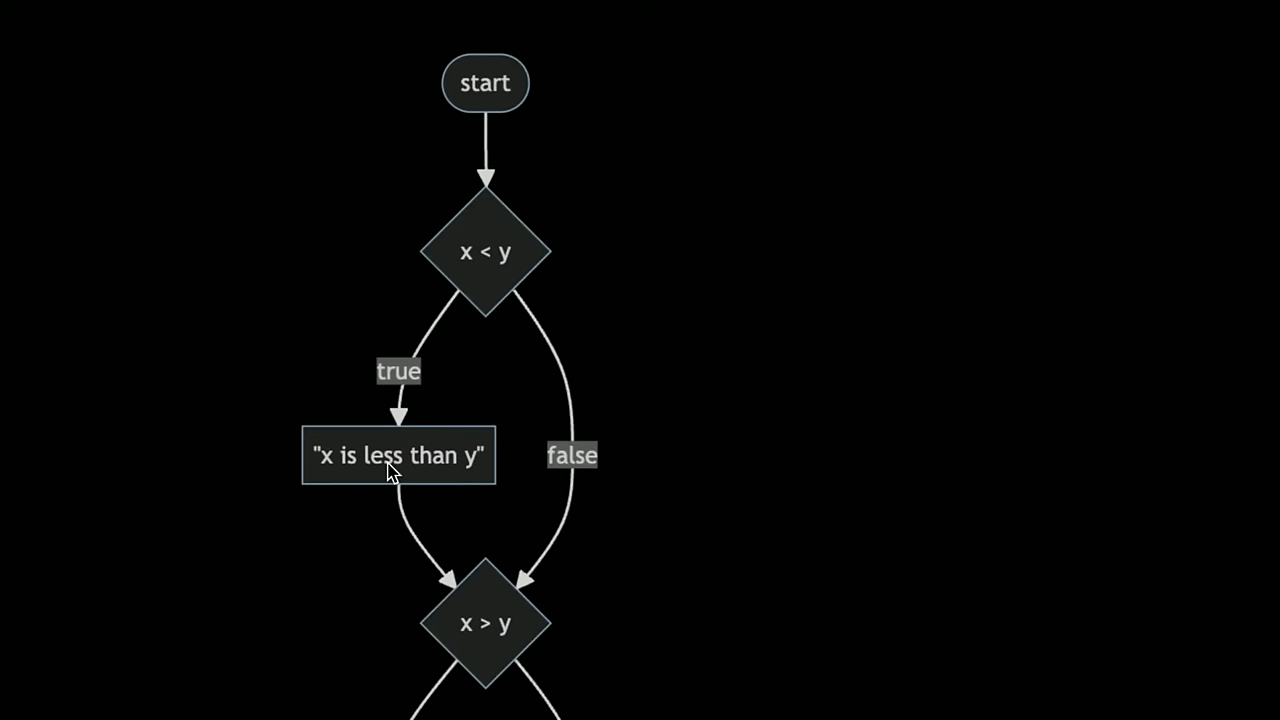 start
x < y
true
"x is less than y"
false
x > y